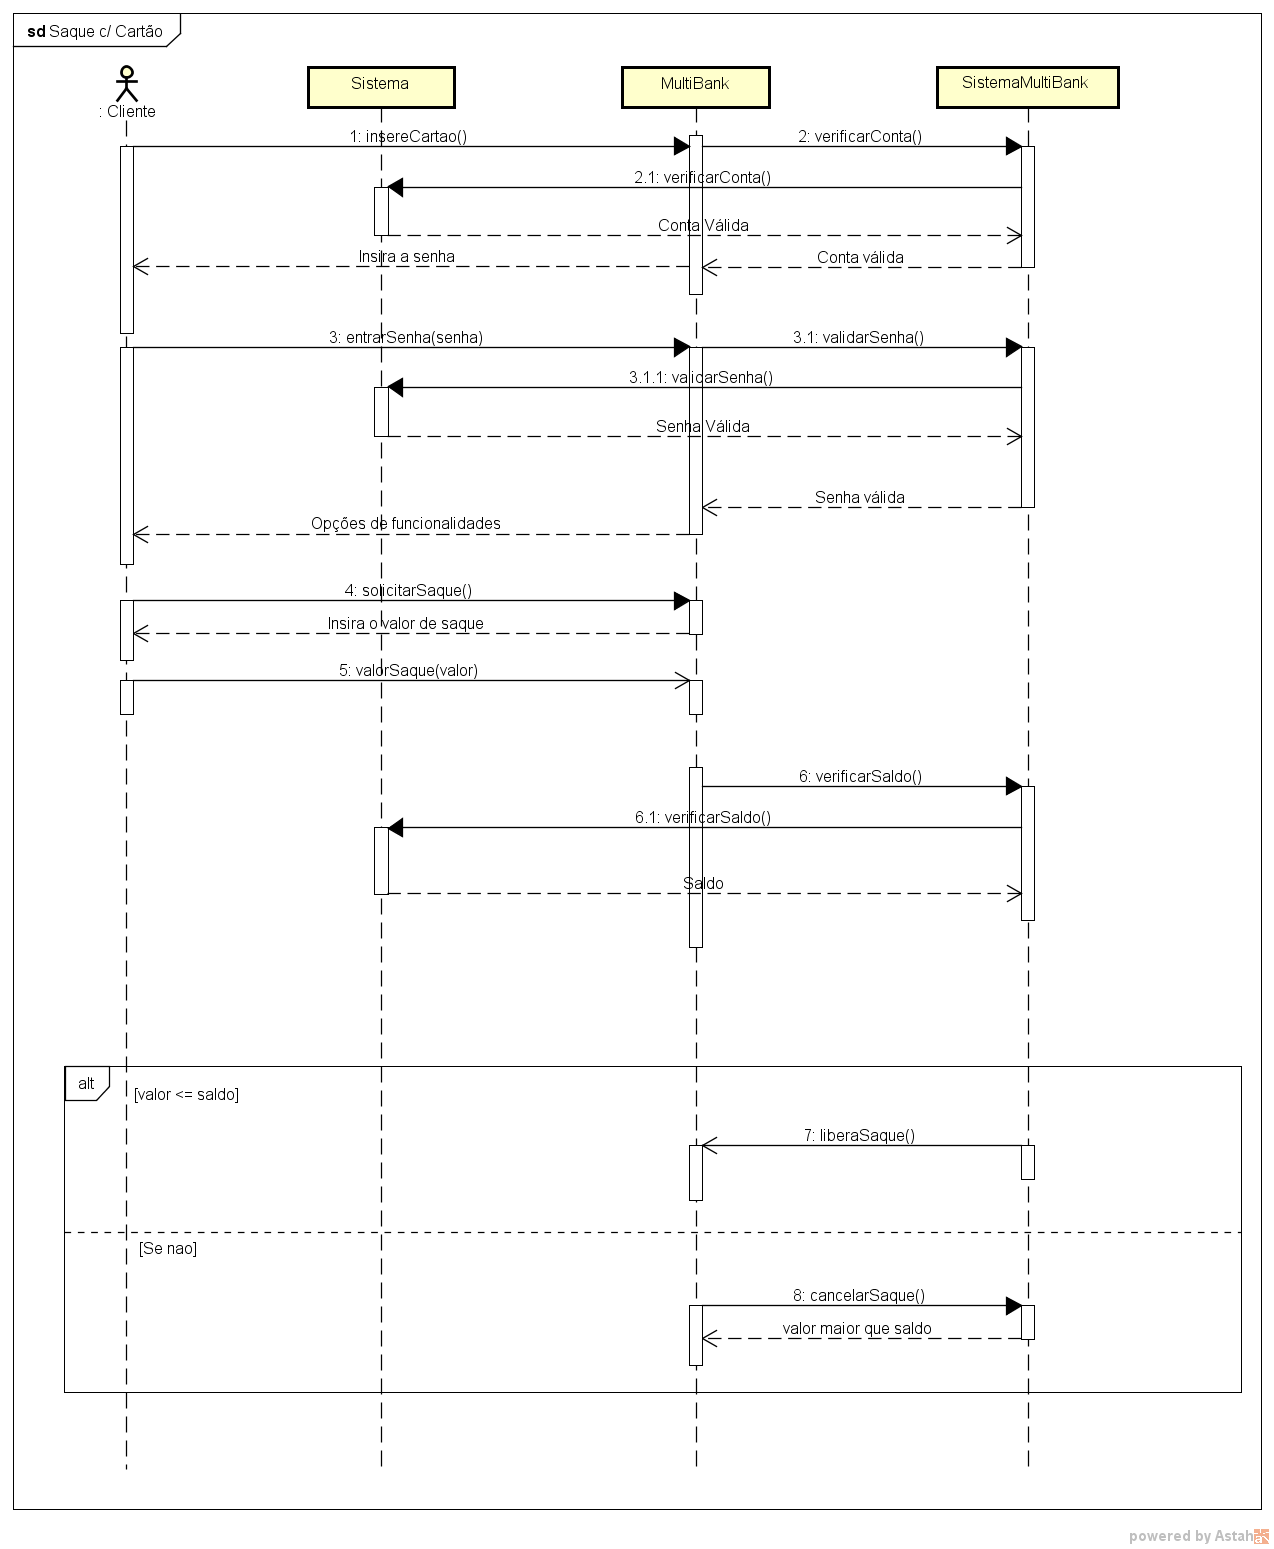 sd Saque c/ Cartão
: Cliente
Sistema
MultiBank
SistemaMultiBank
1: insereCartao()
2: verificarConta()
2.1: verificarConta()
Conta Válida
Insira a senha
Conta válida
3: entrarSenha(senha)
3.1: validarSenha()
3.1.1: validarSenha()
Senha Válida
Senha válida
Opções de funcionalidades
4: solicitarSaque()
Insira o valor de saque
5: valorSaque(valor)
6: verificarSaldo()
6.1: verificarSaldo()
Saldo
alt
[valor <= saldo]
7: liberaSaque()
[Se nao]
8: cancelarSaque()
valor maior que saldo
powered by Astah